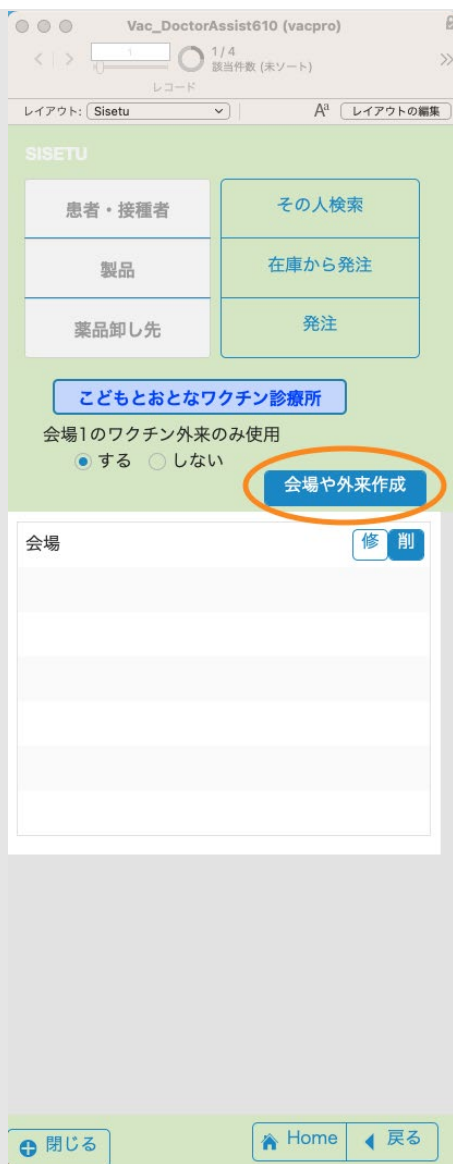 Vac_DoctorAssist610 (vacpro)
1
1 / 4
該当件数 (未ソート)
レコード
レイアウト: Sisetu
Aª レイアウトの編集
SISETU
患者・接種者
その人検索
製品
在庫から発注
薬品卸し先
発注
こどもとおとなワクチン診療所
会場1のワクチン外来のみ使用
する しない
会場や外来作成
会場
修 削
閉じる
Home
戻る